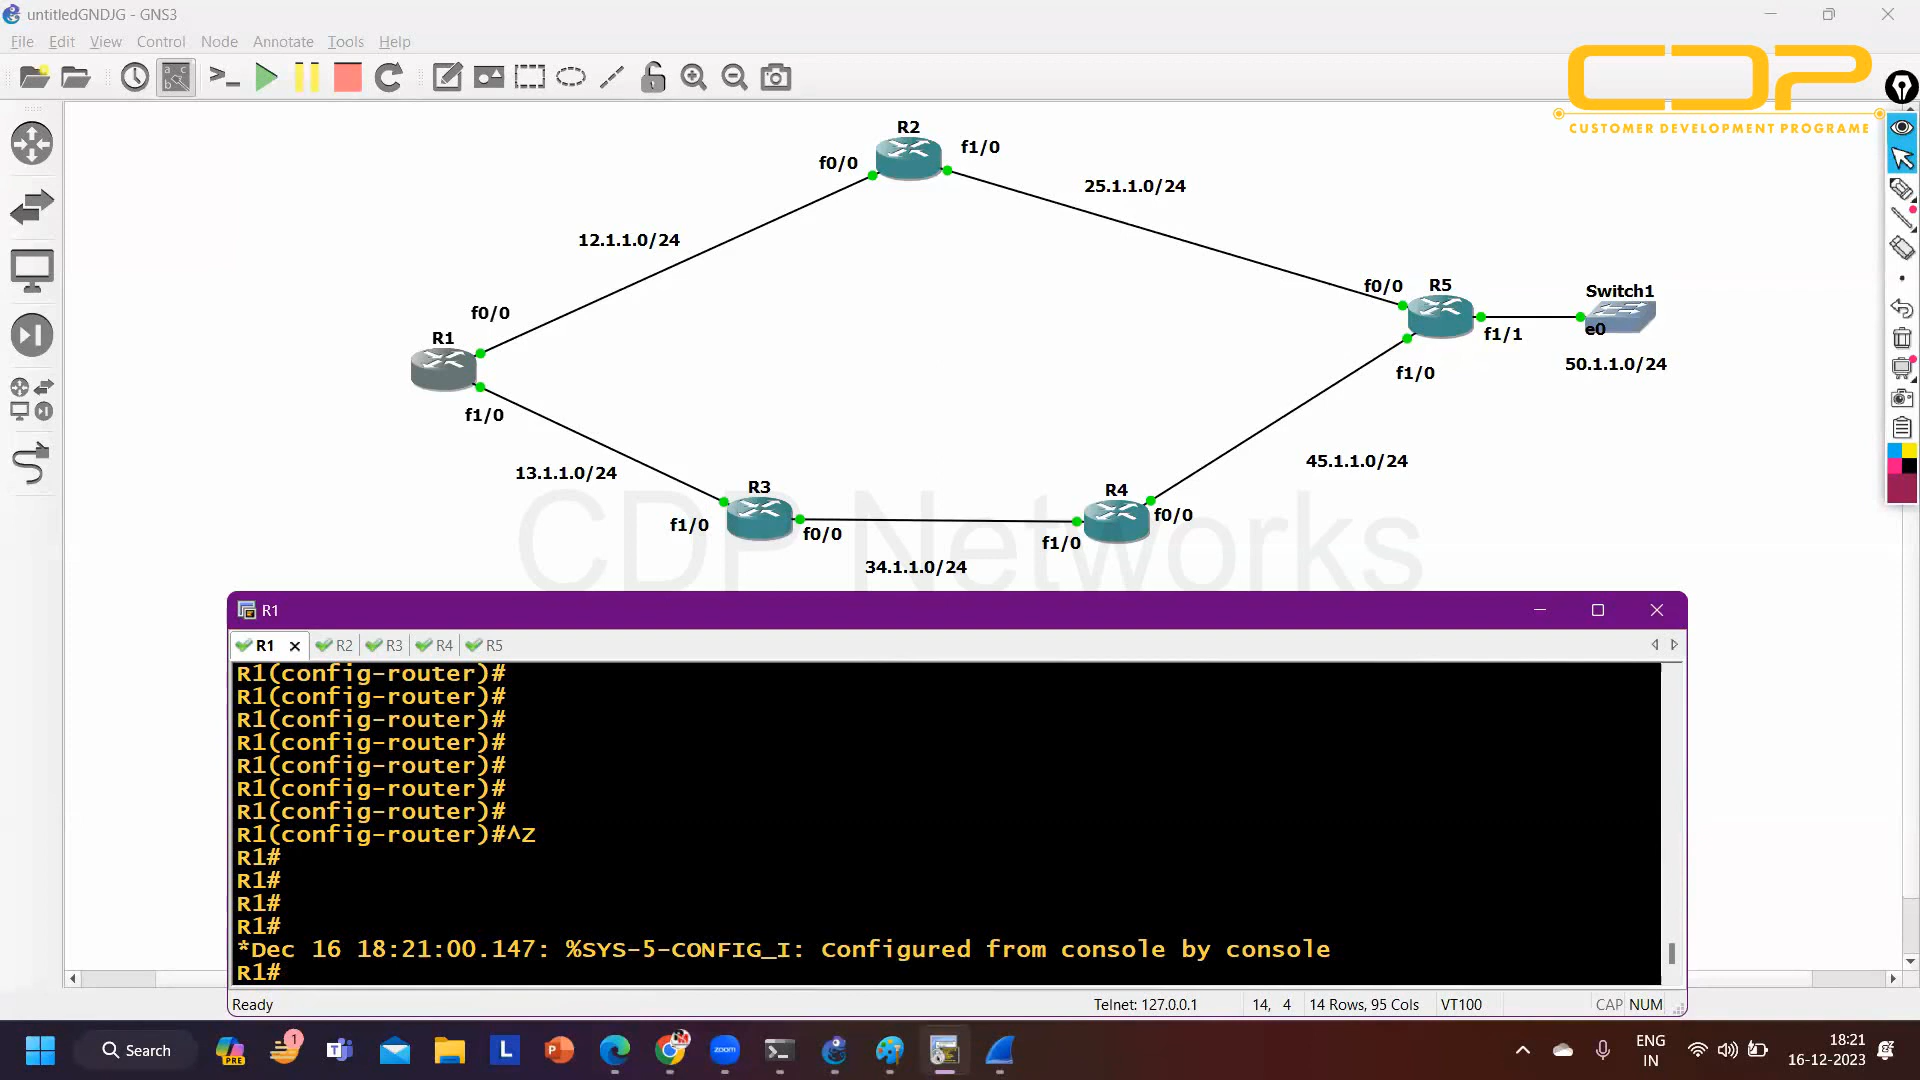 untitledGNDJG - GNS3
File Edit View Control Node Annotate Tools Help
CDP
CUSTOMER DEVELOPMENT PROGRAME
R2
f0/0
f1/0
25.1.1.0/24
12.1.1.0/24
f0/0
R5
Switch1
f0/0
R1
f1/1
e0
50.1.1.0/24
f1/0
f1/0
13.1.1.0/24
45.1.1.0/24
R3
R4
f1/0
f0/0
f1/0
f0/0
34.1.1.0/24
CDP Networks
R1
R1 R2 R3 R4 R5
R1(config-router)#
R1(config-router)#
R1(config-router)#
R1(config-router)#
R1(config-router)#
R1(config-router)#
R1(config-router)#
R1(config-router)#^Z
R1#
R1#
R1#
R1#
*Dec 16 18:21:00.147: %SYS-5-CONFIG_I: Configured from console by console
R1#
Ready Telnet: 127.0.0.1 14, 4 14 Rows, 95 Cols VT100 CAP NUM
Search
PRE
1
L
zoom
ENG
IN
18:21
16-12-2023